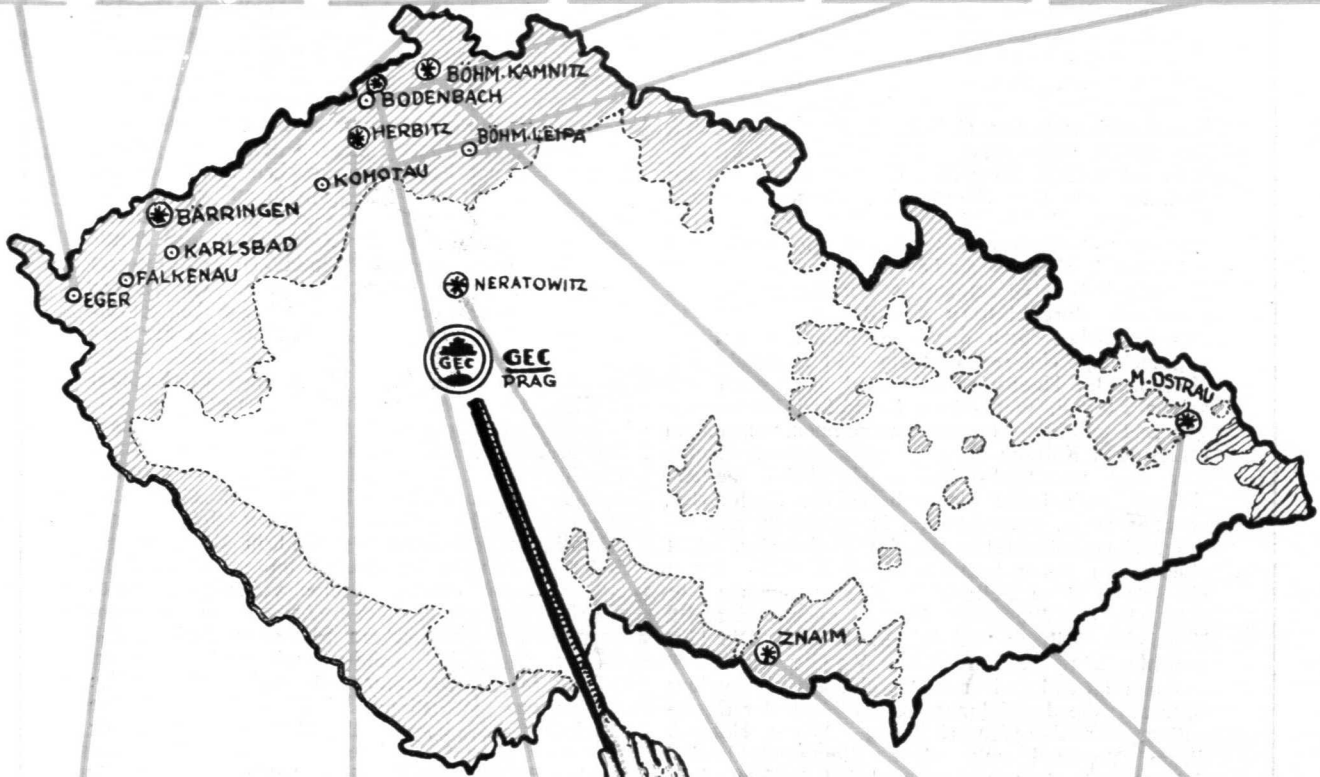 BÖHM. KAMNITZ
BODENBACH
HERBITZ
BÖHM. LEIPA
KOMOTAU
BÄRRINGEN
KARLSBAD
FALKENAU
EGER
NERATOWITZ
GEC
GEC
PRAG
M. OSTRAU
ZNAIM